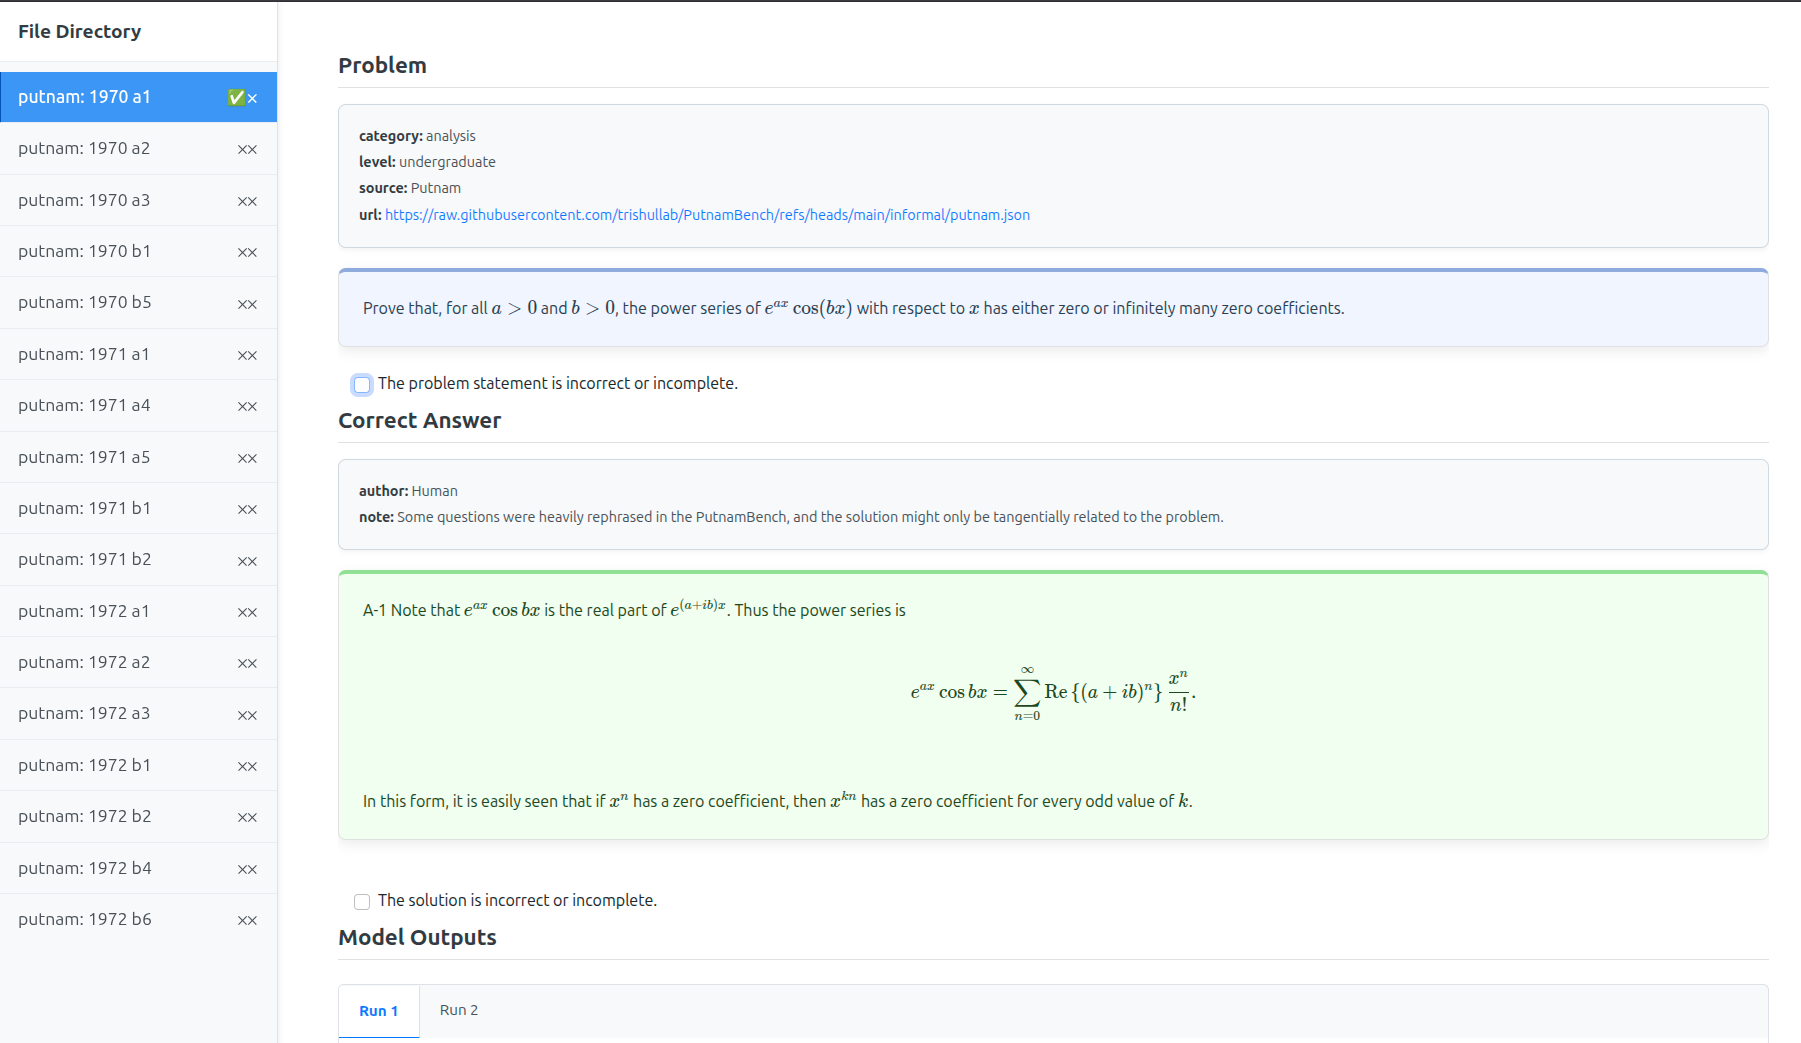 File Directory
putnam: 1970 a1 ✅×
putnam: 1970 a2 ××
putnam: 1970 a3 ××
putnam: 1970 b1 ××
putnam: 1970 b5 ××
putnam: 1971 a1 ××
putnam: 1971 a4 ××
putnam: 1971 a5 ××
putnam: 1971 b1 ××
putnam: 1971 b2 ××
putnam: 1972 a1 ××
putnam: 1972 a2 ××
putnam: 1972 a3 ××
putnam: 1972 b1 ××
putnam: 1972 b2 ××
putnam: 1972 b4 ××
putnam: 1972 b6 ××
Problem
category: analysis
level: undergraduate
source: Putnam
url: https://raw.githubusercontent.com/trishullab/PutnamBench/refs/heads/main/informal/putnam.json
Prove that, for all $a > 0$ and $b > 0$, the power series of $e^{ax} \cos(bx)$ with respect to $x$ has either zero or infinitely many zero coefficients.
The problem statement is incorrect or incomplete.
Correct Answer
author: Human
note: Some questions were heavily rephrased in the PutnamBench, and the solution might only be tangentially related to the problem.
A-1 Note that $e^{ax} \cos bx$ is the real part of $e^{(a+ib)x}$. Thus the power series is
$e^{ax} \cos bx = \sum_{n=0}^{\infty} \operatorname{Re}\{(a+ib)^n\} \frac{x^n}{n!}.$
In this form, it is easily seen that if $x^n$ has a zero coefficient, then $x^{kn}$ has a zero coefficient for every odd value of $k$.
The solution is incorrect or incomplete.
Model Outputs
Run 1 Run 2